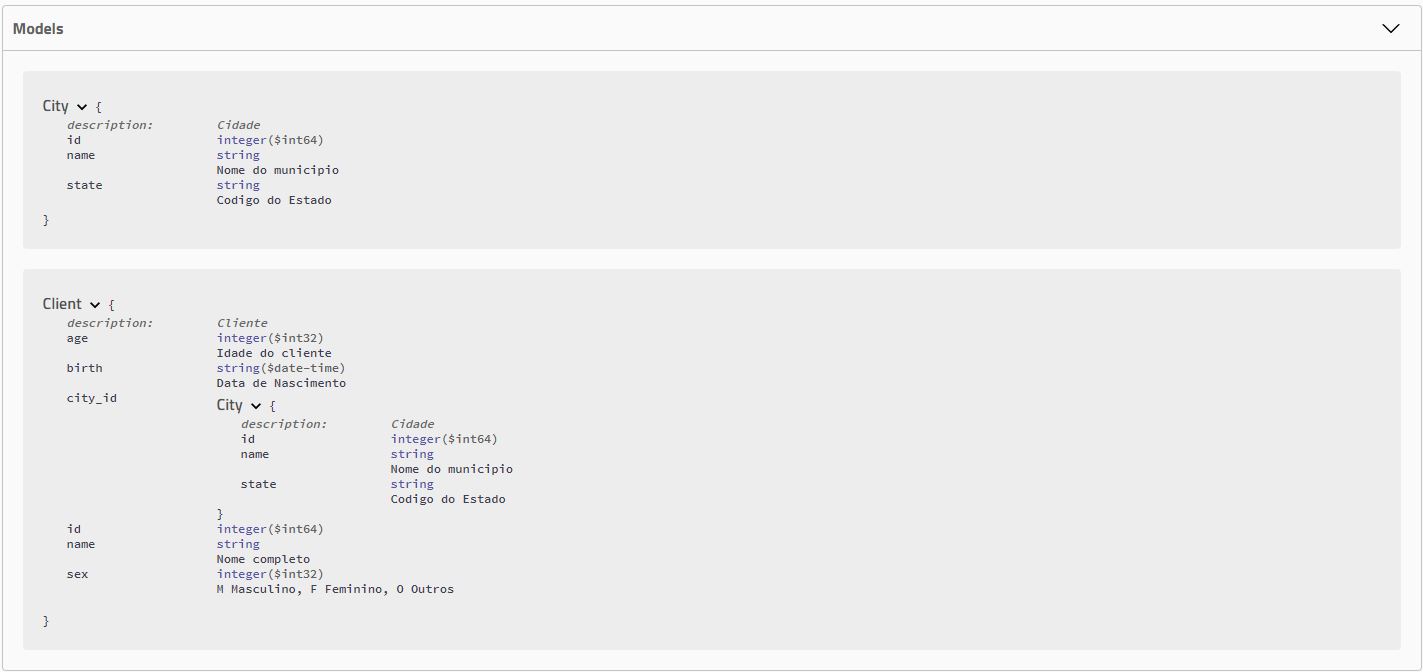 Models
City {
description: Cidade
id integer($int64)
name string
Nome do municipio
state string
Codigo do Estado
}
Client {
description: Cliente
age integer($int32)
Idade do cliente
birth string($date-time)
Data de Nascimento
city_id
City {
description: Cidade
id integer($int64)
name string
Nome do municipio
state string
Codigo do Estado
}
id integer($int64)
name string
Nome completo
sex integer($int32)
M Masculino, F Feminino, O Outros
}